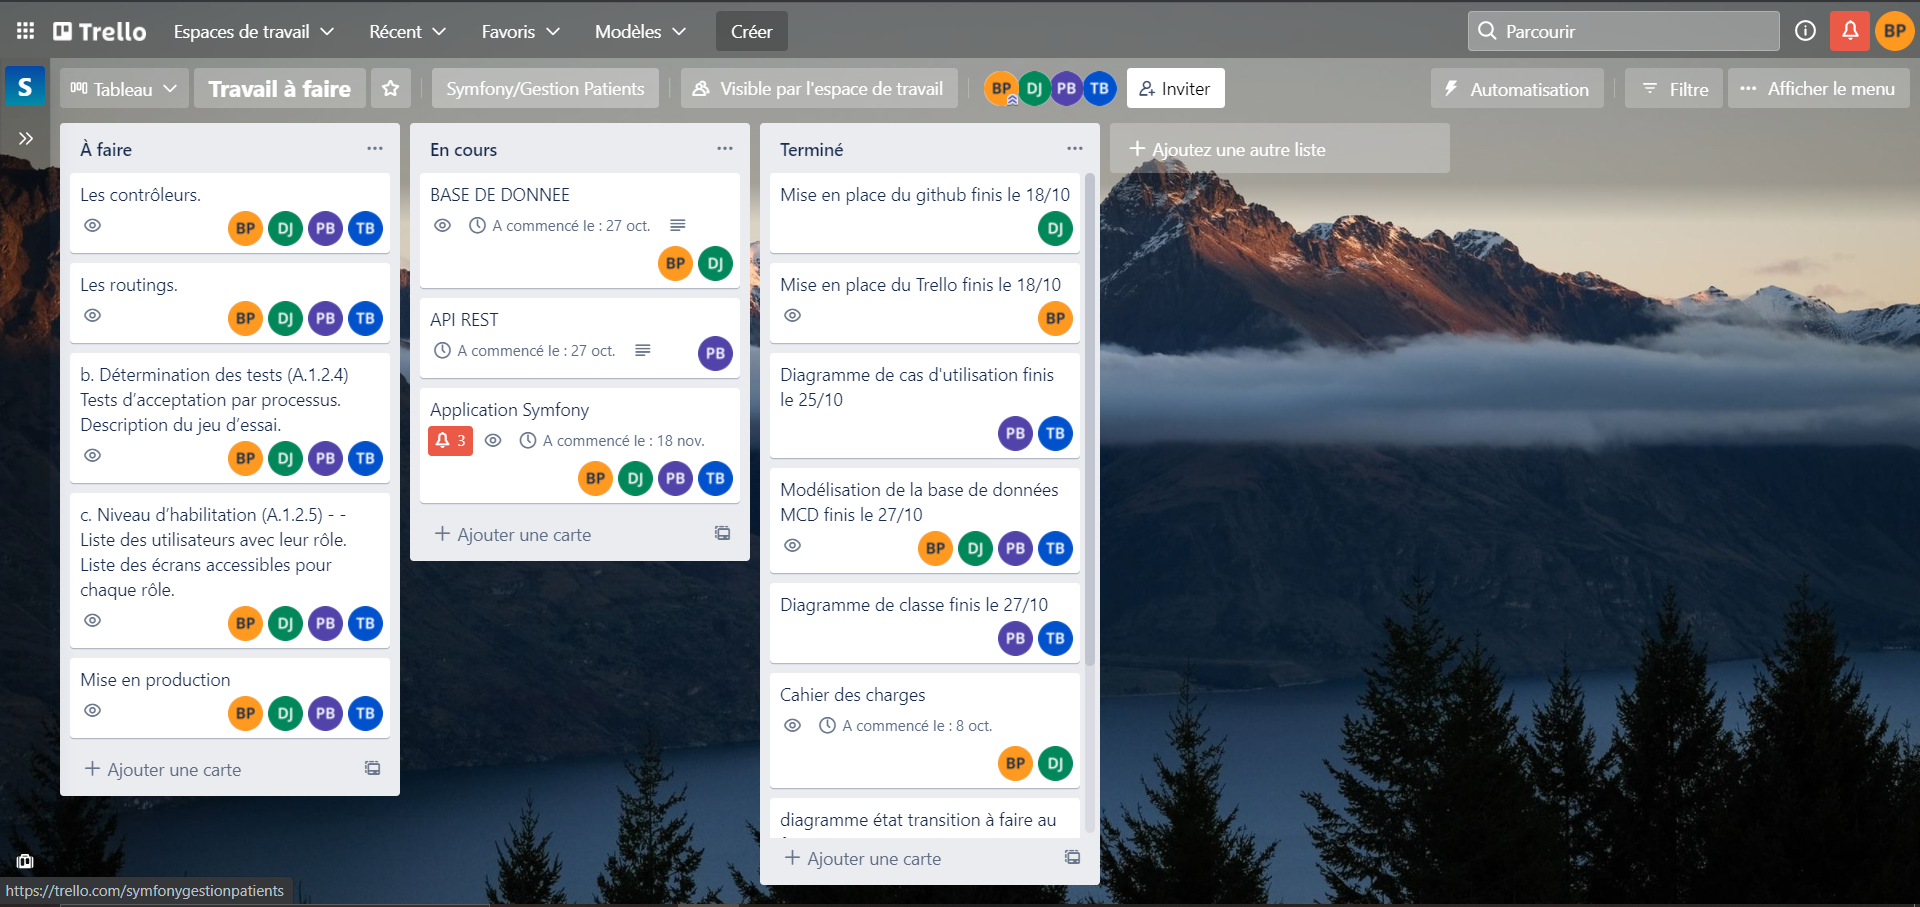 Trello
Espaces de travail
Récent
Favoris
Modèles
Créer
Parcourir
BP
S
Tableau
Travail à faire
Symfony/Gestion Patients
Visible par l'espace de travail
BP DJ PB TB
Inviter
Automatisation
Filtre
Afficher le menu
À faire
Les contrôleurs.
BP DJ PB TB
Les routings.
BP DJ PB TB
b. Détermination des tests (A.1.2.4)
Tests d’acceptation par processus.
Description du jeu d’essai.
BP DJ PB TB
c. Niveau d’habilitation (A.1.2.5) - -
Liste des utilisateurs avec leur rôle.
Liste des écrans accessibles pour
chaque rôle.
BP DJ PB TB
Mise en production
BP DJ PB TB
+ Ajouter une carte
En cours
BASE DE DONNEE
A commencé le : 27 oct.
BP DJ
API REST
A commencé le : 27 oct.
PB
Application Symfony
3
A commencé le : 18 nov.
BP DJ PB TB
+ Ajouter une carte
Terminé
Mise en place du github finis le 18/10
DJ
Mise en place du Trello finis le 18/10
BP
Diagramme de cas d'utilisation finis
le 25/10
PB TB
Modélisation de la base de données
MCD finis le 27/10
BP DJ PB TB
Diagramme de classe finis le 27/10
PB TB
Cahier des charges
A commencé le : 8 oct.
BP DJ
diagramme état transition à faire au
+ Ajouter une carte
+ Ajoutez une autre liste
https://trello.com/symfonygestionpatients